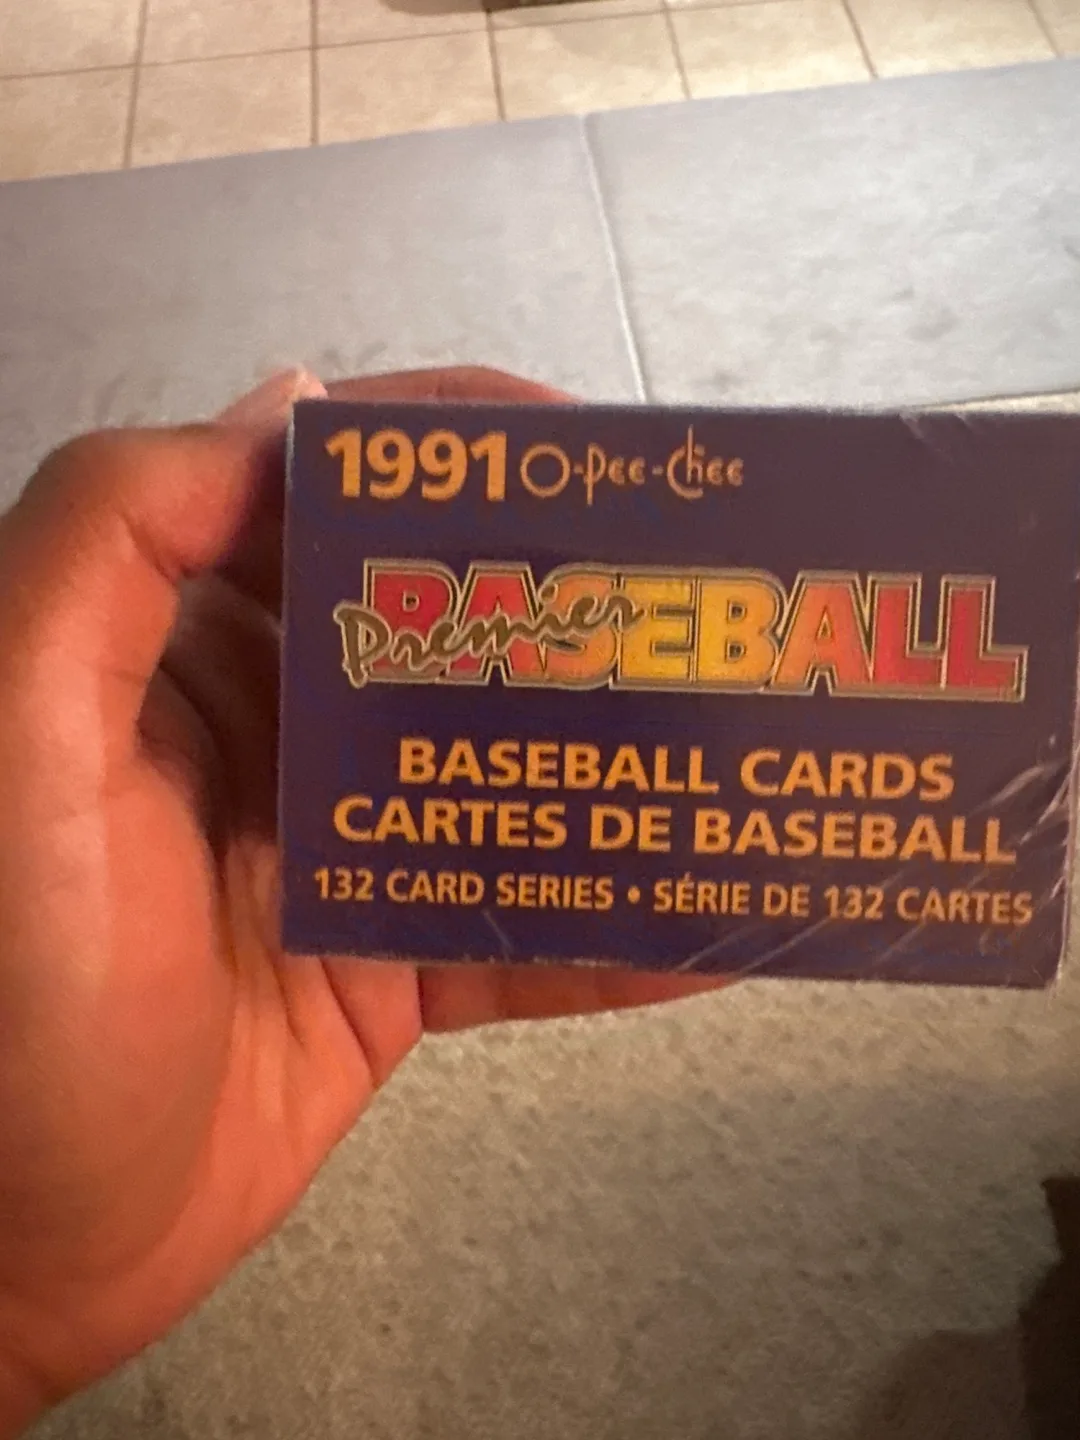 1991 O-Pee-Chee
Premier BASEBALL
BASEBALL CARDS
CARTES DE BASEBALL
132 CARD SERIES • SÉRIE DE 132 CARTES